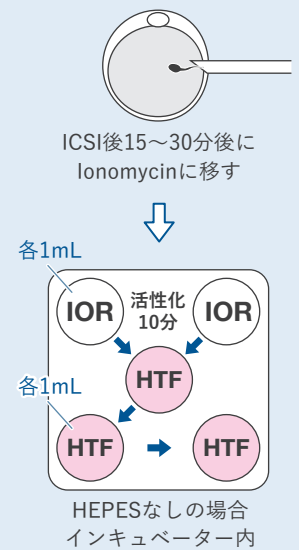 ICSI後15〜30分後に
Ionomycinに移す
各1mL
IOR
活性化
10分
IOR
HTF
各1mL
HTF
HTF
HEPESなしの場合
インキュベーター内